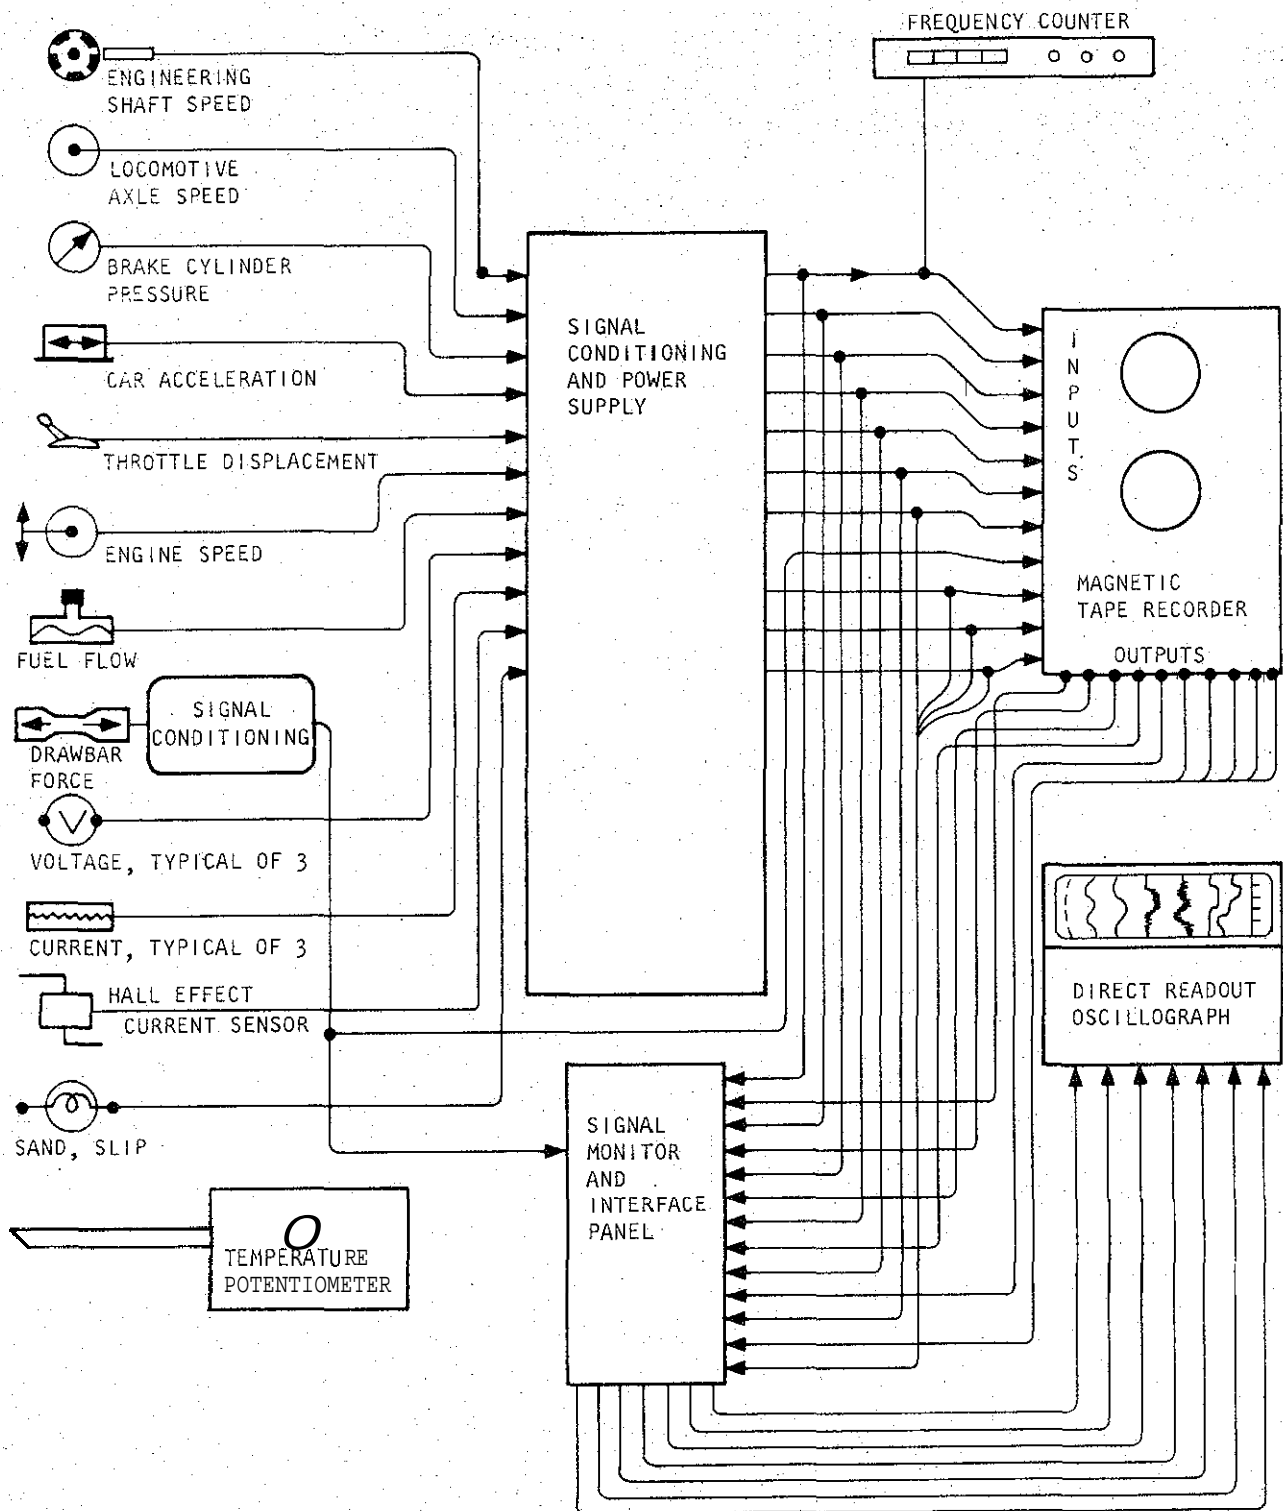 FREQUENCY COUNTER
ENGINEERING
SHAFT SPEED
LOCOMOTIVE
AXLE SPEED
BRAKE CYLINDER
PRESSURE
CAR ACCELERATION
THROTTLE DISPLACEMENT
ENGINE SPEED
FUEL FLOW
SIGNAL
CONDITIONING
DRAWBAR
FORCE
V
VOLTAGE, TYPICAL OF 3
CURRENT, TYPICAL OF 3
HALL EFFECT
CURRENT SENSOR
SAND, SLIP
TEMPERATURE
POTENTIOMETER
SIGNAL
CONDITIONING
AND POWER
SUPPLY
INPUTS
MAGNETIC
TAPE RECORDER
OUTPUTS
DIRECT READOUT
OSCILLOGRAPH
SIGNAL
MONITOR
AND
INTERFACE
PANEL